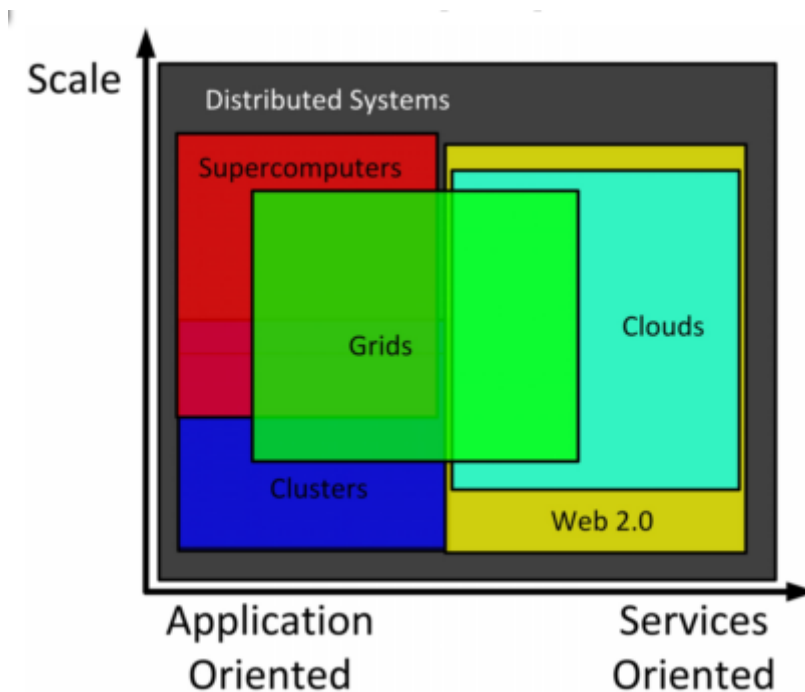 Scale
Distributed Systems
Supercomputers
Grids
Clouds
Clusters
Web 2.0
Application
Oriented
Services
Oriented